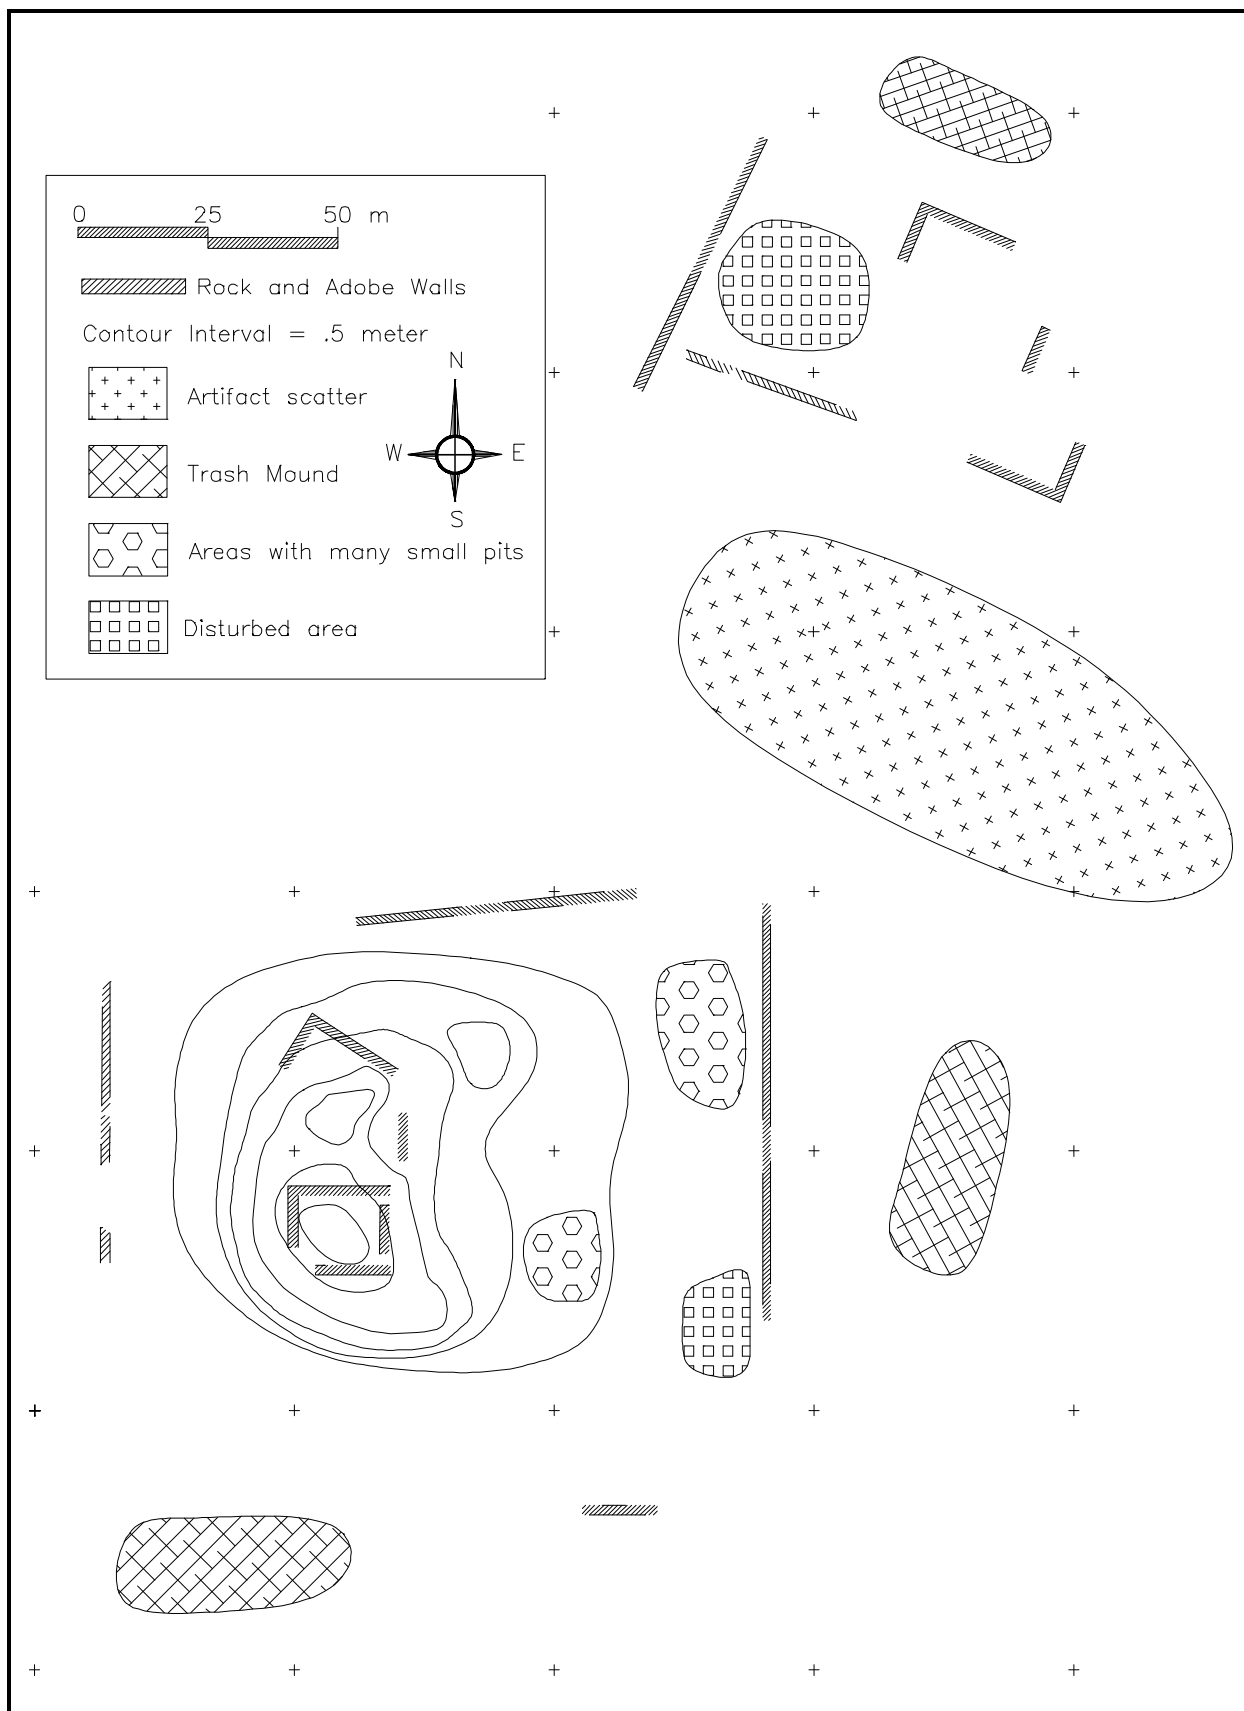 0 25 50 m
Rock and Adobe Walls
Contour Interval = .5 meter
N
Artifact scatter
W E
Trash Mound
S
Areas with many small pits
Disturbed area